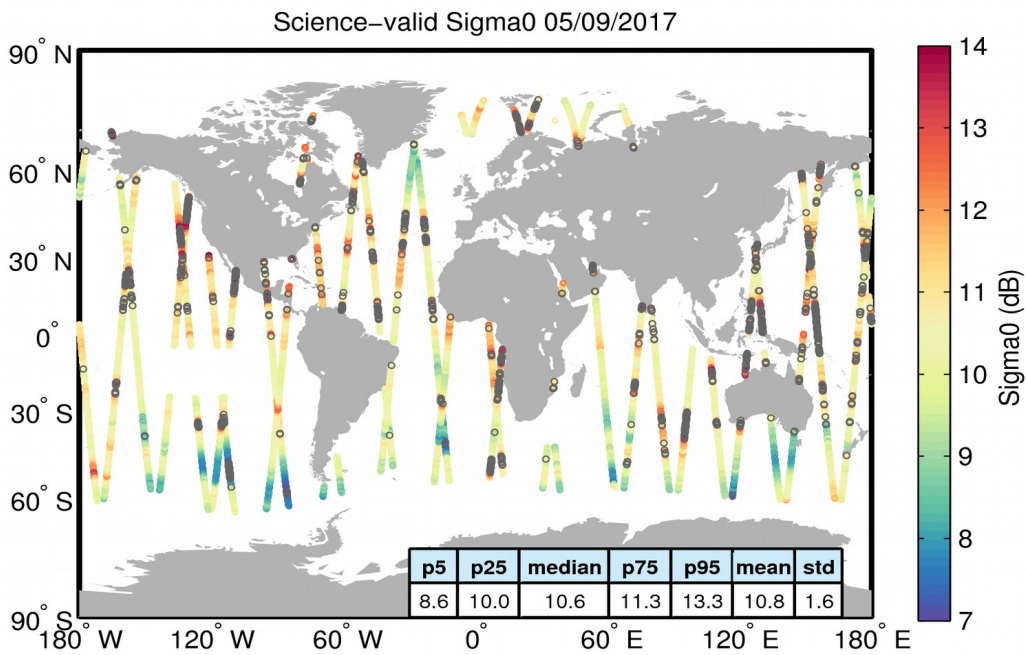 Science−valid Sigma0 05/09/2017
90° N
60° N
30° N
0°
30° S
60° S
90° S
180° W
120° W
60° W
0°
60° E
120° E
180° E
14
13
12
11
10
9
8
7
Sigma0 (dB)
p5 p25 median p75 p95 mean std
8.6 10.0 10.6 11.3 13.3 10.8 1.6